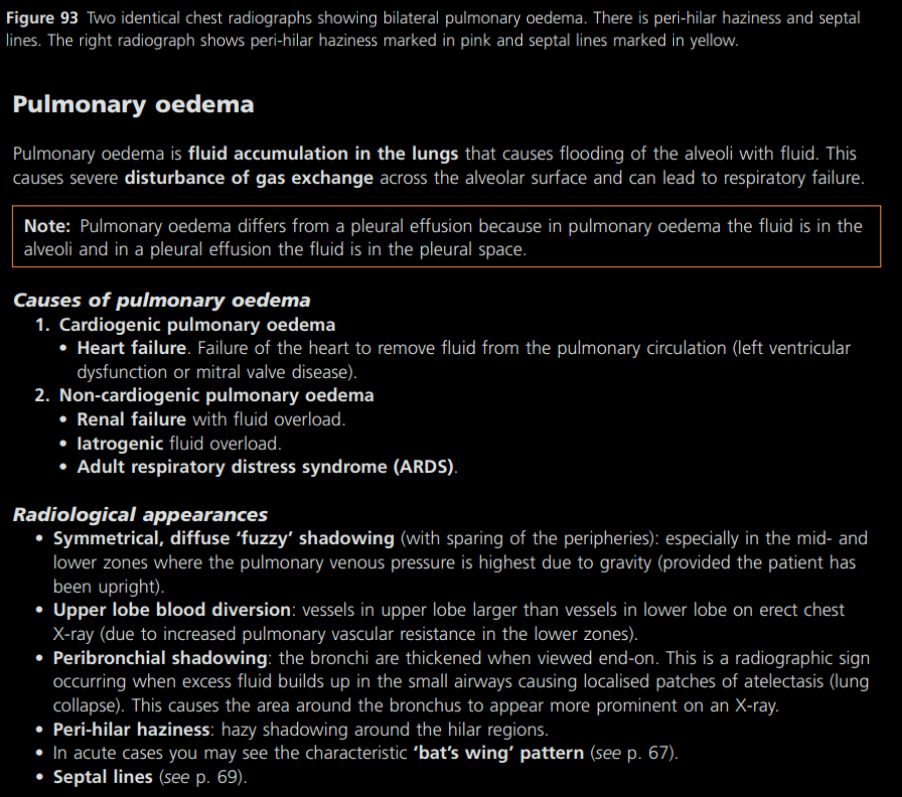 Figure 93 Two identical chest radiographs showing bilateral pulmonary oedema. There is peri-hilar haziness and septal
lines. The right radiograph shows peri-hilar haziness marked in pink and septal lines marked in yellow.
Pulmonary oedema
Pulmonary oedema is fluid accumulation in the lungs that causes flooding of the alveoli with fluid. This
causes severe disturbance of gas exchange across the alveolar surface and can lead to respiratory failure.
Note: Pulmonary oedema differs from a pleural effusion because in pulmonary oedema the fluid is in the
alveoli and in a pleural effusion the fluid is in the pleural space.
Causes of pulmonary oedema
1. Cardiogenic pulmonary oedema
• Heart failure. Failure of the heart to remove fluid from the pulmonary circulation (left ventricular
dysfunction or mitral valve disease).
2. Non-cardiogenic pulmonary oedema
• Renal failure with fluid overload.
• Iatrogenic fluid overload.
• Adult respiratory distress syndrome (ARDS).
Radiological appearances
• Symmetrical, diffuse ‘fuzzy’ shadowing (with sparing of the peripheries): especially in the mid- and
lower zones where the pulmonary venous pressure is highest due to gravity (provided the patient has
been upright).
• Upper lobe blood diversion: vessels in upper lobe larger than vessels in lower lobe on erect chest
X-ray (due to increased pulmonary vascular resistance in the lower zones).
• Peribronchial shadowing: the bronchi are thickened when viewed end-on. This is a radiographic sign
occurring when excess fluid builds up in the small airways causing localised patches of atelectasis (lung
collapse). This causes the area around the bronchus to appear more prominent on an X-ray.
• Peri-hilar haziness: hazy shadowing around the hilar regions.
• In acute cases you may see the characteristic ‘bat’s wing’ pattern (see p. 67).
• Septal lines (see p. 69).